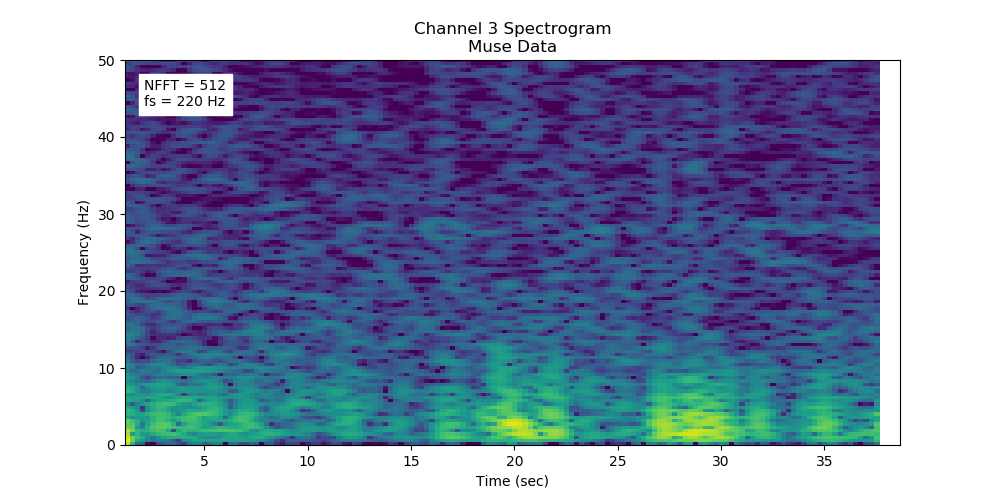 Channel 3 Spectrogram
Muse Data
NFFT = 512
fs = 220 Hz
50
40
30
20
10
0
Frequency (Hz)
5
10
15
20
25
30
35
Time (sec)